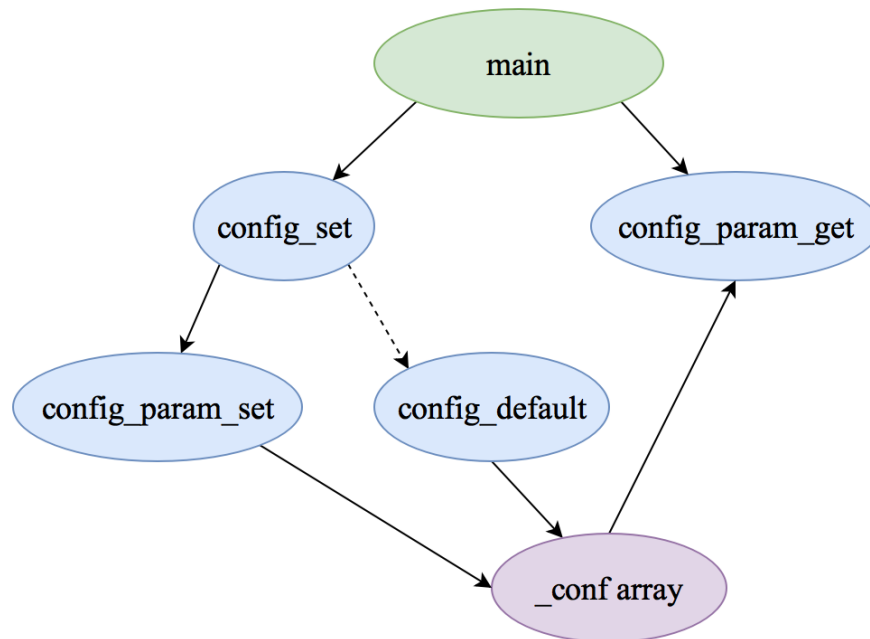 main
config_set
config_param_get
config_param_set
config_default
_conf array